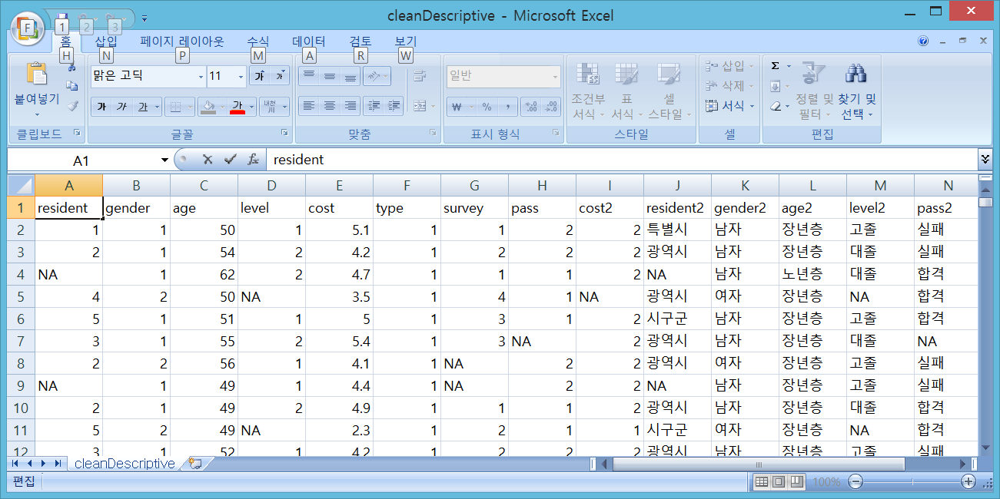 cleanDescriptive - Microsoft Excel
F 1 2 3
홈 삽입 페이지 레이아웃 수식 데이터 검토 보기
H N P M A R W
붙여넣기 맑은 고딕 11 가 가 일반 조건부 서식 표 서식 셀 스타일 삽입 삭제 서식 Σ 정렬 및 필터 찾기 및 선택
가 가 가 가 내천 川 ₩ % , .00 .00
클립보드 글꼴 맞춤 표시 형식 스타일 셀 편집
A1 fx resident
A B C D E F G H I J K L M N
1 resident gender age level cost type survey pass cost2 resident2 gender2 age2 level2 pass2
2 1 1 50 1 5.1 1 1 2 2 특별시 남자 장년층 고졸 실패
3 2 1 54 2 4.2 1 2 2 2 광역시 남자 장년층 대졸 실패
4 NA 1 62 2 4.7 1 1 1 2 NA 남자 노년층 대졸 합격
5 4 2 50 NA 3.5 1 4 1 NA 광역시 여자 장년층 NA 합격
6 5 1 51 1 5 1 3 1 2 시구군 남자 장년층 고졸 합격
7 3 1 55 2 5.4 1 3 NA 2 광역시 남자 장년층 대졸 NA
8 2 2 56 1 4.1 1 NA 2 2 광역시 여자 장년층 고졸 실패
9 NA 1 49 1 4.4 1 NA 2 2 NA 남자 장년층 고졸 실패
10 2 1 49 2 4.9 1 1 1 2 광역시 남자 장년층 대졸 합격
11 5 2 49 NA 2.3 1 2 1 1 시구군 여자 장년층 NA 합격
12 3 1 52 1 4.2 1 2 2 2 광역시 남자 장년층 고졸 실패
cleanDescriptive
편집 100%